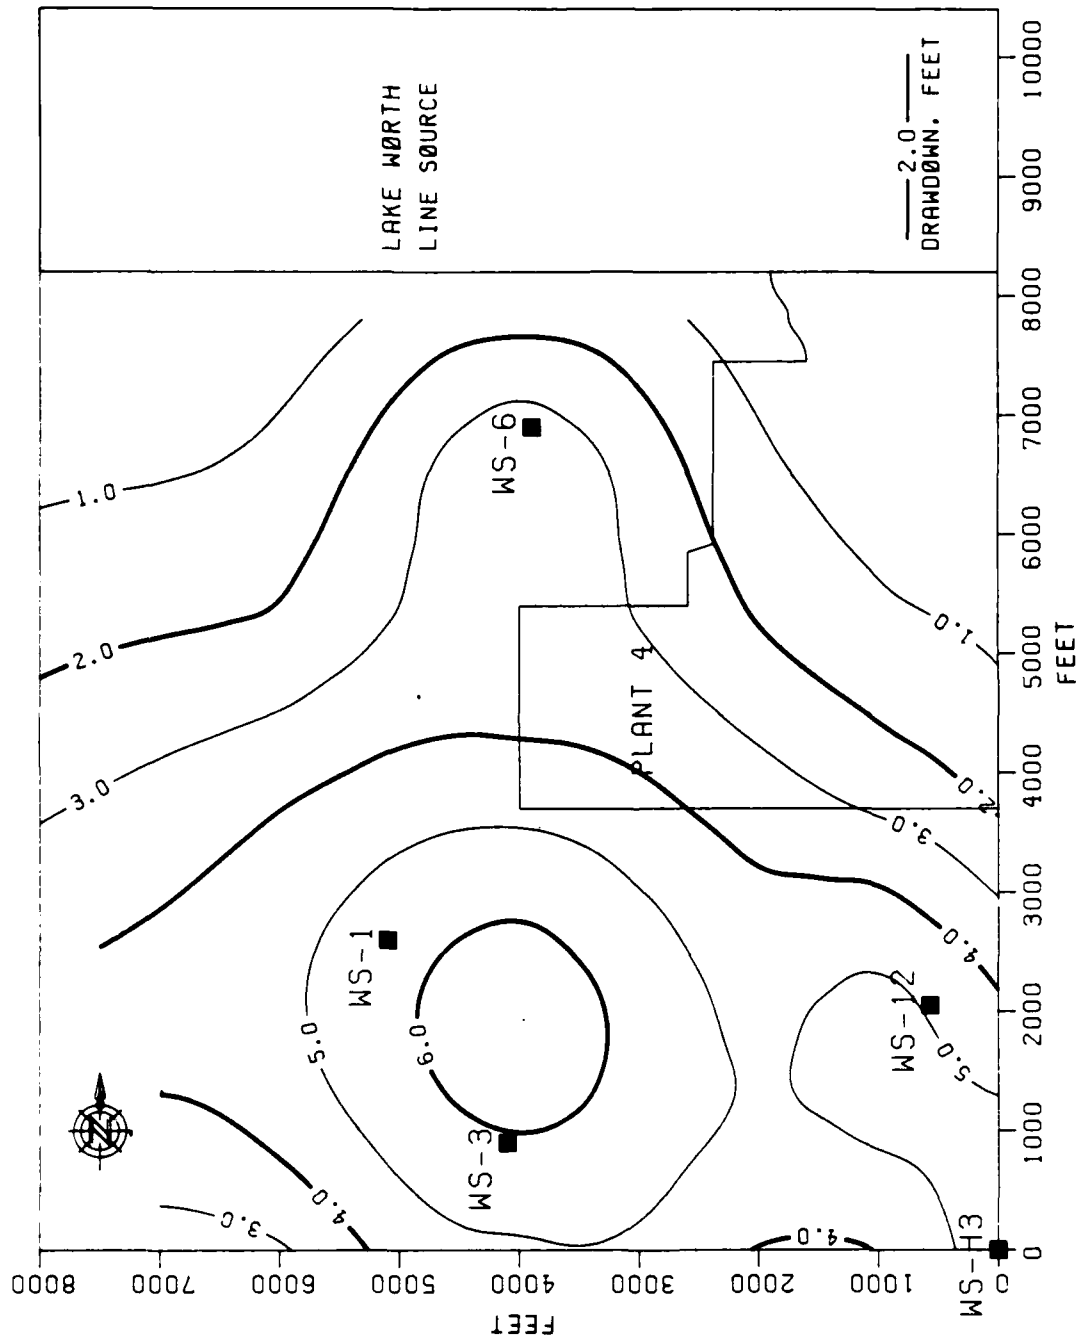 LAKE WØRTH
LINE SØURCE
2.0
DRAWDØWN, FEET
1.0
2.0
3.0
WS-6
WS-1
5.0
6.0
WS-3
N
4.0
3.0
PLANT 4
1.0
2.0
3.0
4.0
WS-12
5.0
4.0
WS-H3
8000
7000
6000
5000
4000
3000
2000
1000
0
FEET
0
1000
2000
3000
4000
5000
6000
7000
8000
9000
10000
FEET